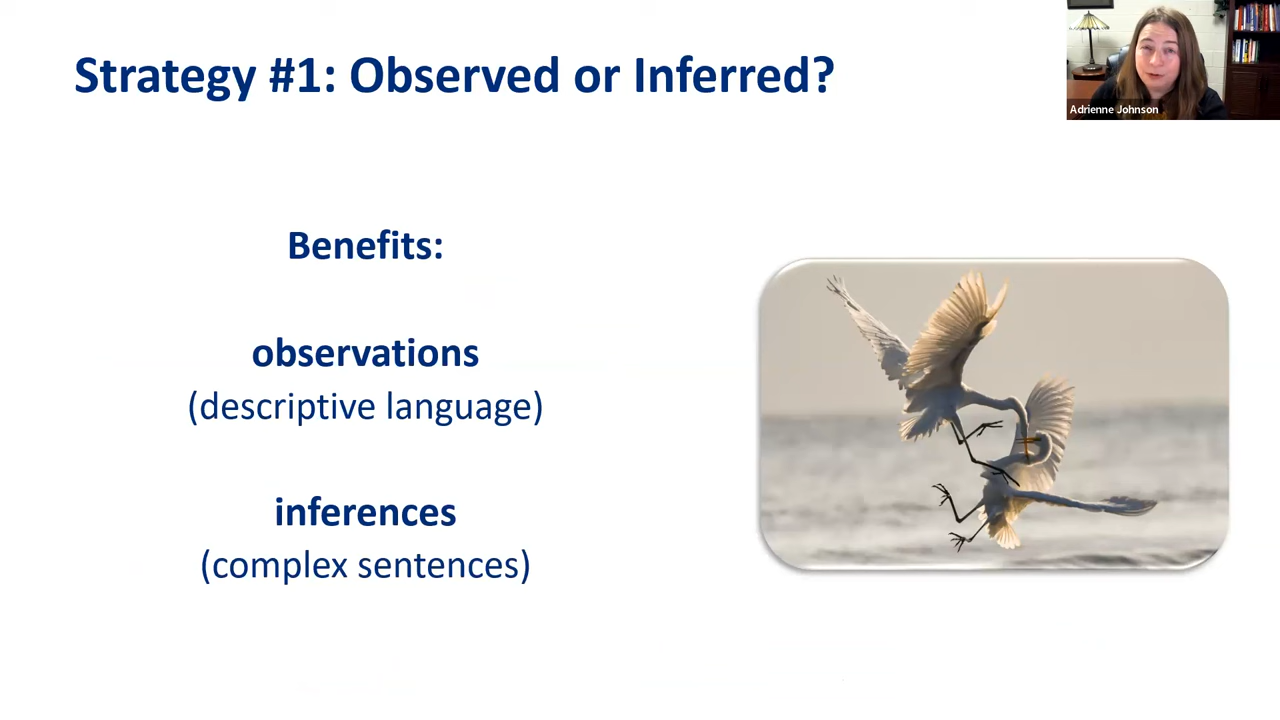 Strategy #1: Observed or Inferred?
Adrienne Johnson
Benefits:
observations
(descriptive language)
inferences
(complex sentences)